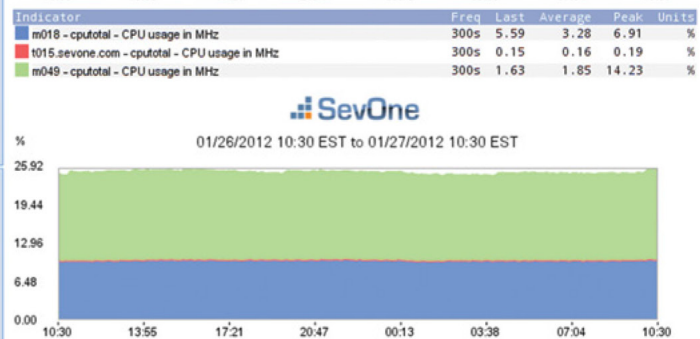 Indicator Freq Last Average Peak Units
m018 - cputotal - CPU usage in MHz 300s 5.59 3.28 6.91 %
t015.sevone.com - cputotal - CPU usage in MHz 300s 0.15 0.16 0.19 %
m049 - cputotal - CPU usage in MHz 300s 1.63 1.85 14.23 %
SevOne
% 01/26/2012 10:30 EST to 01/27/2012 10:30 EST
25.92
19.44
12.96
6.48
0.00
10:30 13:55 17:21 20:47 00:13 03:38 07:04 10:30